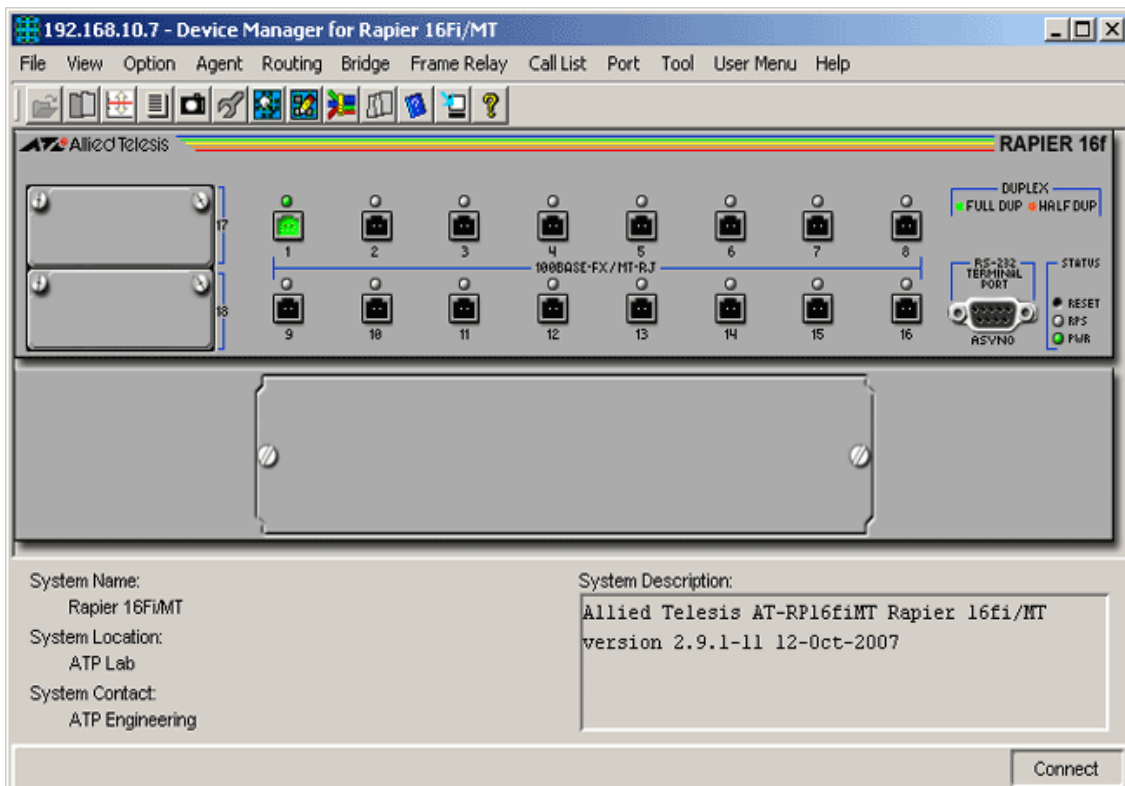 192.168.10.7 - Device Manager for Rapier 16Fi/MT
File View Option Agent Routing Bridge Frame Relay Call List Port Tool User Menu Help
Allied Telesis
RAPIER 16f
17
18
1 2 3 4 5 6 7 8
100BASE-FX/MT-RJ
9 10 11 12 13 14 15 16
DUPLEX
FULL DUP HALF DUP
RS-232
TERMINAL
PORT
ASYN0
STATUS
RESET
RPS
PWR
System Name:
Rapier 16Fi/MT
System Location:
ATP Lab
System Contact:
ATP Engineering
System Description:
Allied Telesis AT-RP16fiMT Rapier 16fi/MT
version 2.9.1-11 12-Oct-2007
Connect